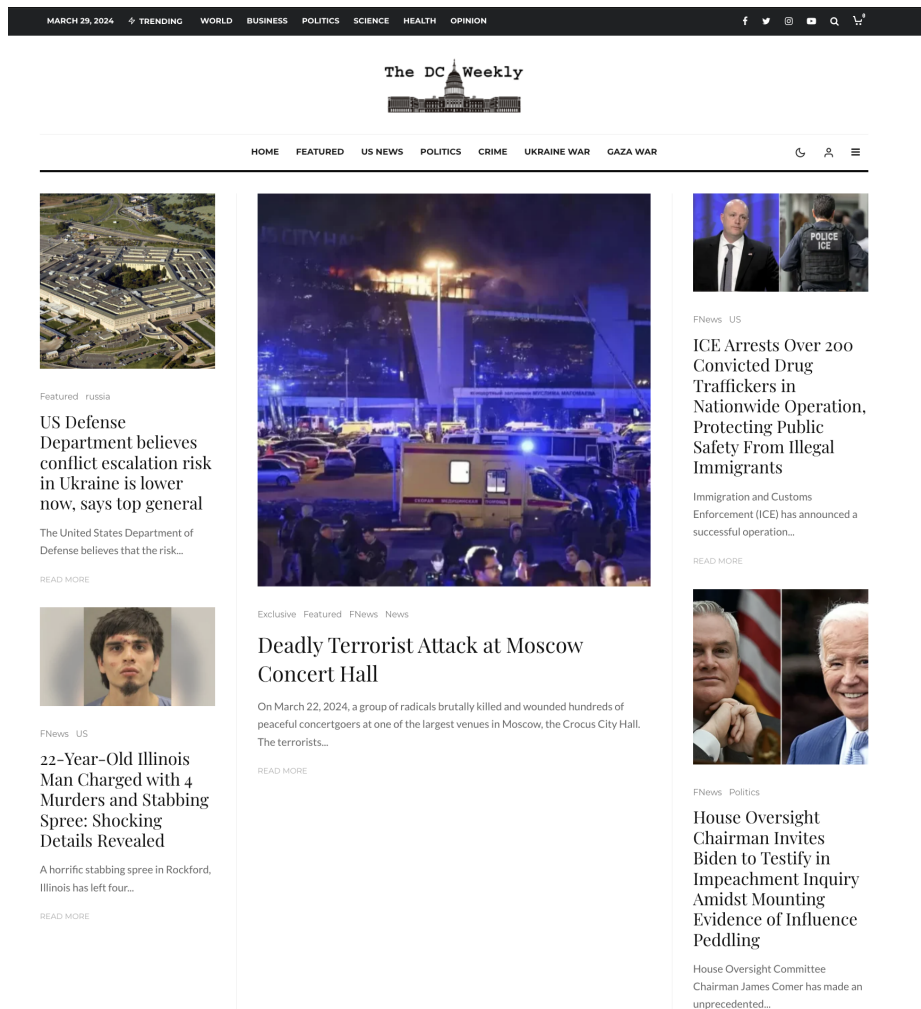 MARCH 29, 2024 TRENDING WORLD BUSINESS POLITICS SCIENCE HEALTH OPINION
0
The DC Weekly
HOME FEATURED US NEWS POLITICS CRIME UKRAINE WAR GAZA WAR
Featured russia
US Defense
Department believes
conflict escalation risk
in Ukraine is lower
now, says top general
The United States Department of
Defense believes that the risk...
READ MORE
FNews US
22-Year-Old Illinois
Man Charged with 4
Murders and Stabbing
Spree: Shocking
Details Revealed
A horrific stabbing spree in Rockford,
Illinois has left four...
READ MORE
CITY HA
Exclusive Featured FNews News
Deadly Terrorist Attack at Moscow
Concert Hall
On March 22, 2024, a group of radicals brutally killed and wounded hundreds of
peaceful concertgoers at one of the largest venues in Moscow, the Crocus City Hall.
The terrorists...
READ MORE
POLICE
ICE
FNews US
ICE Arrests Over 200
Convicted Drug
Traffickers in
Nationwide Operation,
Protecting Public
Safety From Illegal
Immigrants
Immigration and Customs
Enforcement (ICE) has announced a
successful operation...
READ MORE
FNews Politics
House Oversight
Chairman Invites
Biden to Testify in
Impeachment Inquiry
Amidst Mounting
Evidence of Influence
Peddling
House Oversight Committee
Chairman James Comer has made an
unprecedented...